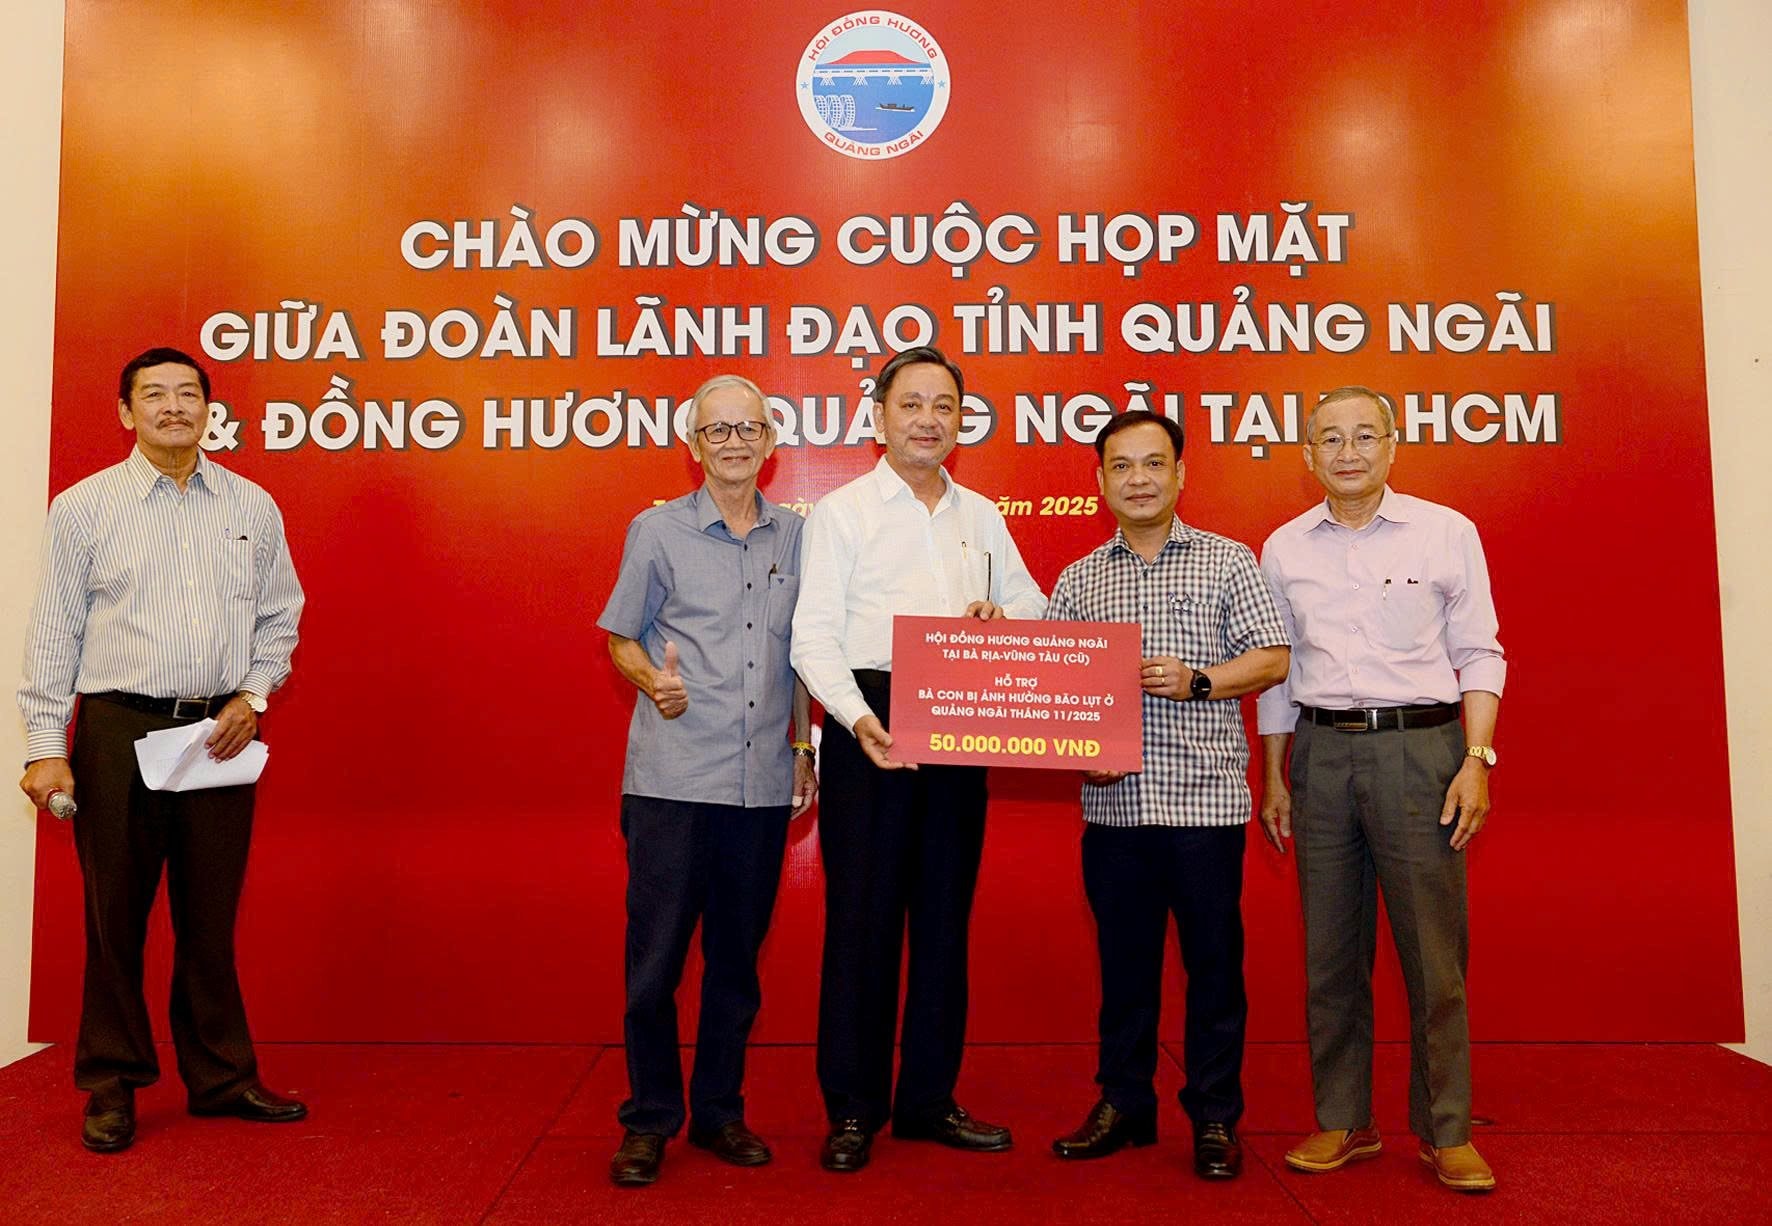 HỘI ĐỒNG HƯƠNG
QUẢNG NGÃI
CHÀO MỪNG CUỘC HỌP MẶT
GIỮA ĐOÀN LÃNH ĐẠO TỈNH QUẢNG NGÃI
& ĐỒNG HƯƠNG QUẢNG NGÃI TẠI .HCM
năm 2025
HỘI ĐỒNG HƯƠNG QUẢNG NGÃI
TẠI BÀ RỊA-VŨNG TÀU (CŨ)
HỖ TRỢ
BÀ CON BỊ ẢNH HƯỞNG BÃO LỤT Ở
QUẢNG NGÃI THÁNG 11/2025
50.000.000 VNĐ